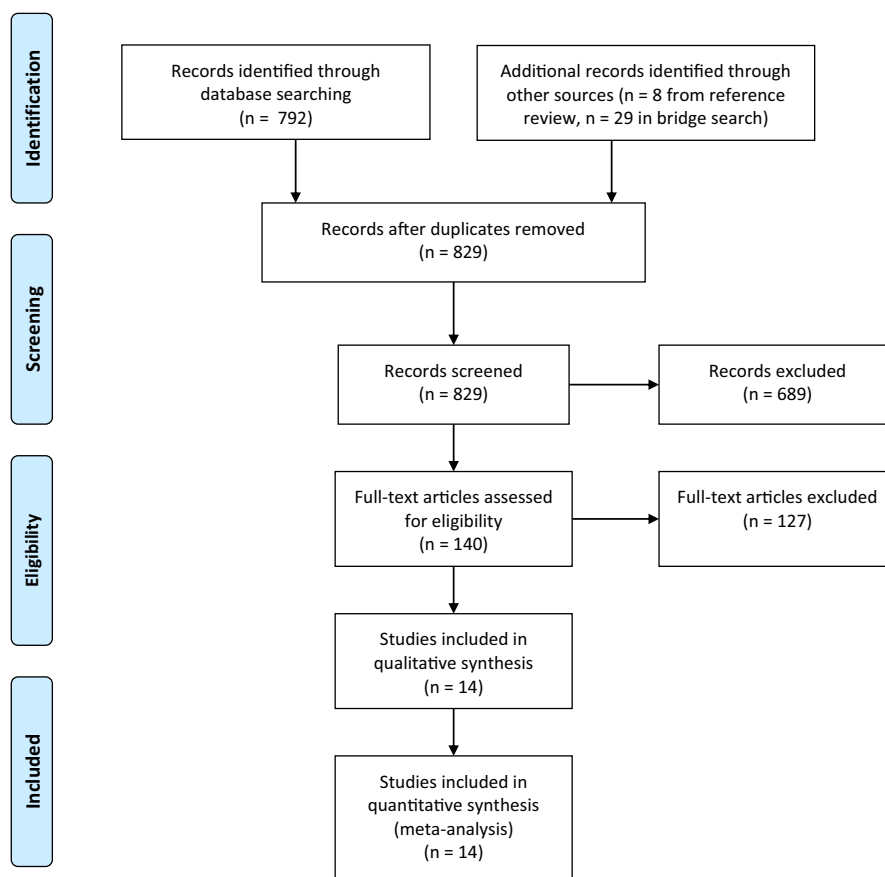 Identification
Records identified through
database searching
(n = 792)
Additional records identified through
other sources (n = 8 from reference
review, n = 29 in bridge search)
Records after duplicates removed
(n = 829)
Screening
Records screened
(n = 829)
Records excluded
(n = 689)
Eligibility
Full-text articles assessed
for eligibility
(n = 140)
Full-text articles excluded
(n = 127)
Studies included in
qualitative synthesis
(n = 14)
Included
Studies included in
quantitative synthesis
(meta-analysis)
(n = 14)